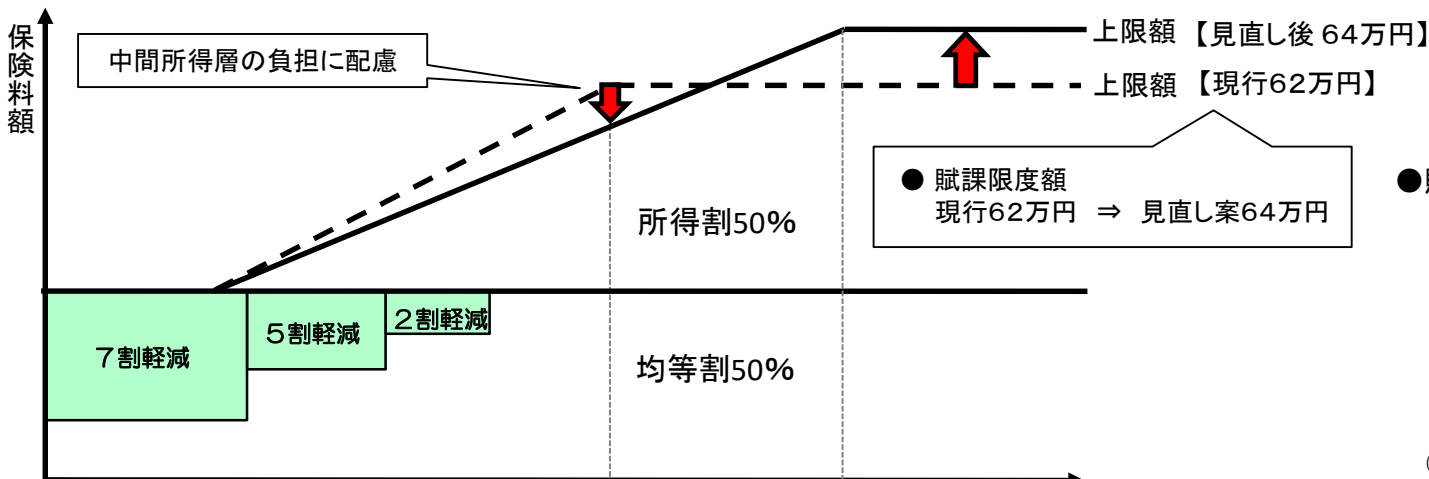 保険料額
中間所得層の負担に配慮
上限額 【見直し後 64万円】
上限額 【現行62万円】
● 賦課限度額
現行62万円 ⇒ 見直し案64万円
●
所得割50%
7割軽減
5割軽減
2割軽減
均等割50%